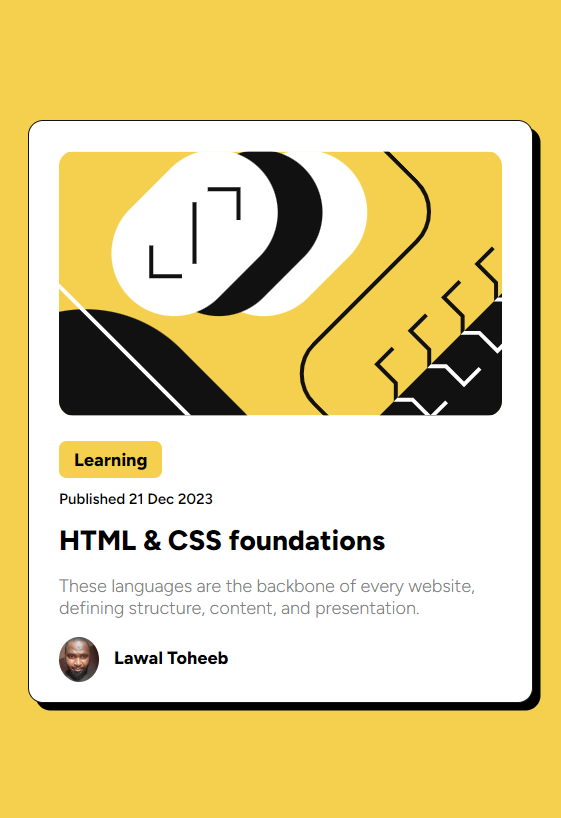 Learning
Published 21 Dec 2023
HTML & CSS foundations
These languages are the backbone of every website,
defining structure, content, and presentation.
Lawal Toheeb